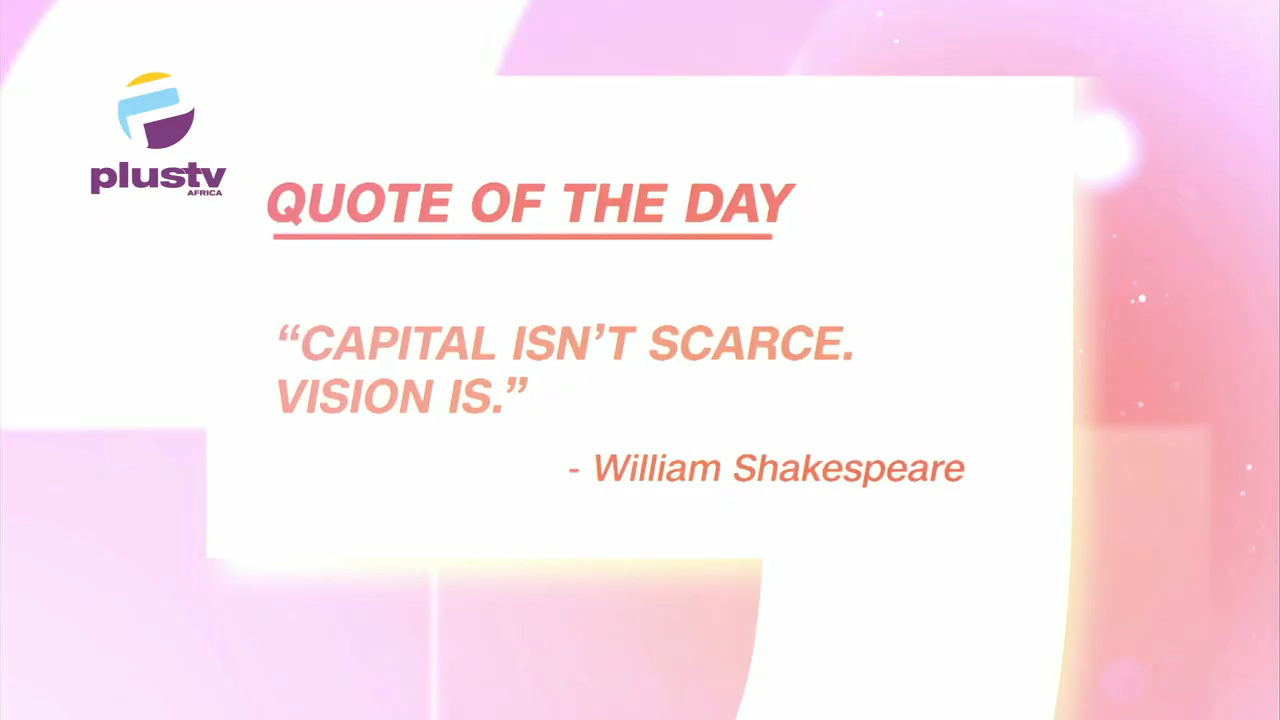 plustv
AFRICA
QUOTE OF THE DAY
“CAPITAL ISN’T SCARCE.
VISION IS.”
- William Shakespeare